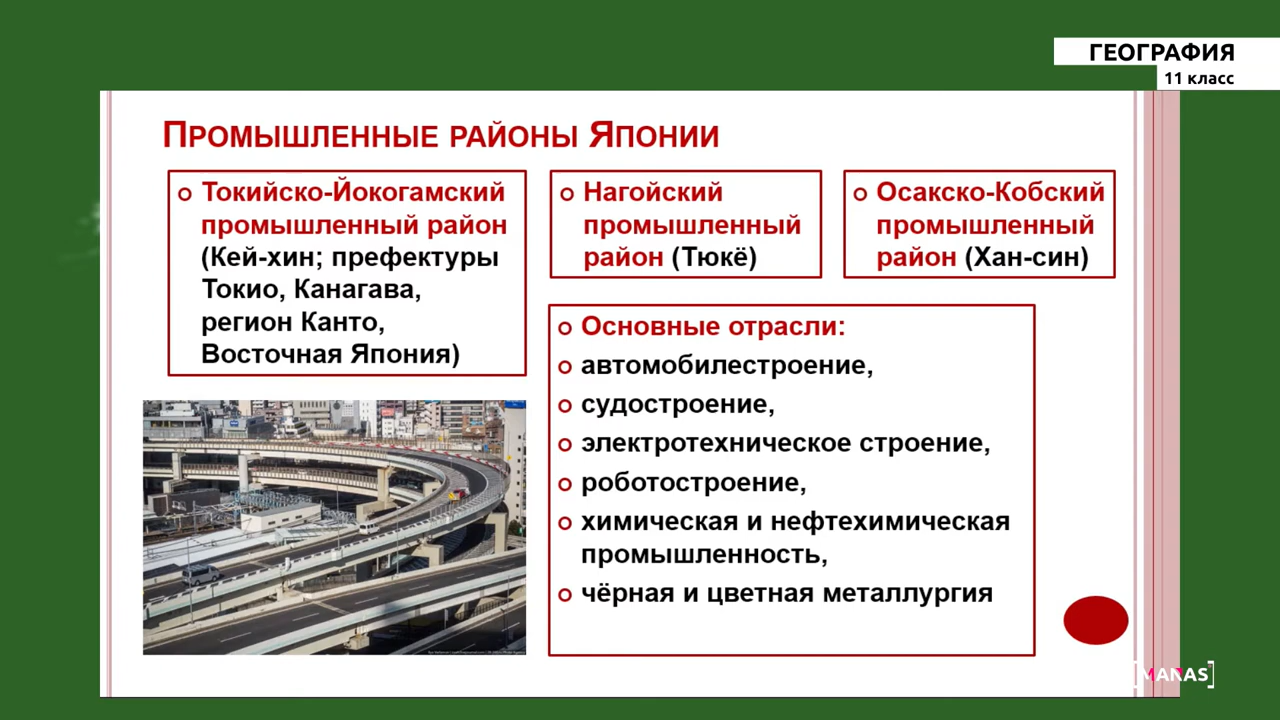 ГЕОГРАФИЯ
11 класс
Промышленные районы Японии
Токийско-Йокогамский
промышленный район
(Кей-хин; префектуры
Токио, Канагава,
регион Канто,
Восточная Япония)
Нагойский
промышленный
район (Тюкё)
Осакско-Кобский
промышленный
район (Хан-син)
Основные отрасли:
автомобилестроение,
судостроение,
электротехническое строение,
роботостроение,
химическая и нефтехимическая
промышленность,
чёрная и цветная металлургия
[MANAS]